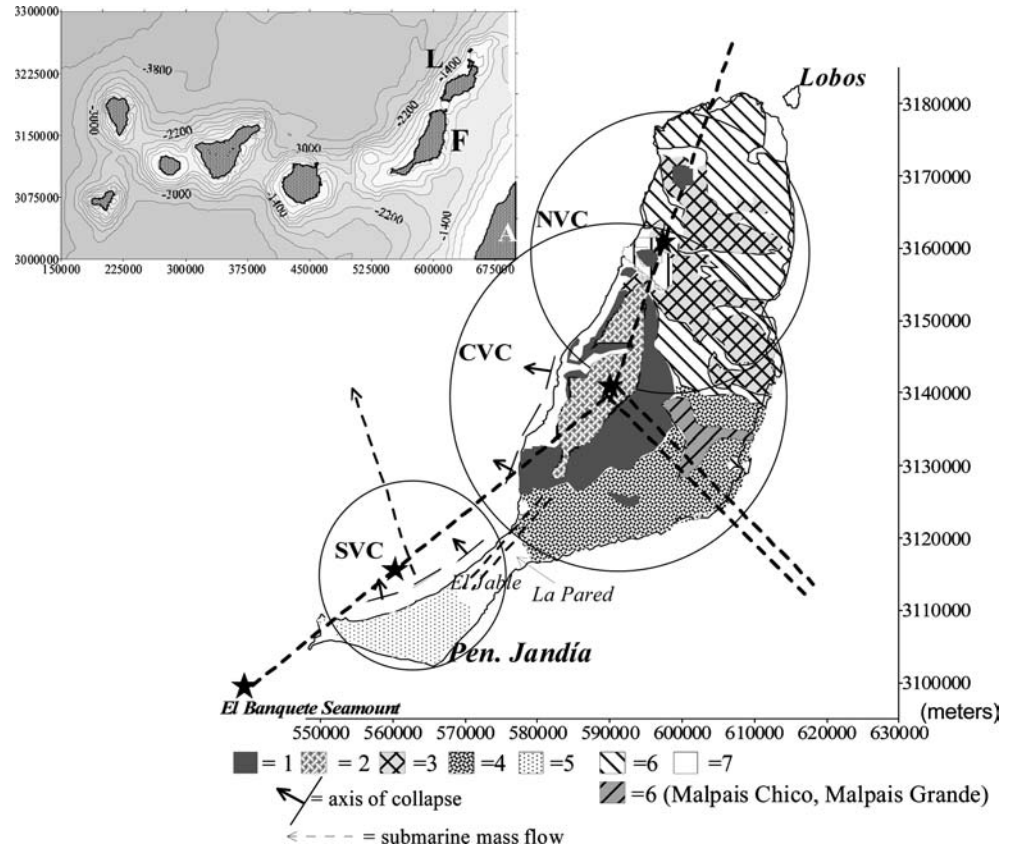 3300000
3225000
3150000
3075000
3000000
150000 225000 300000 375000 450000 525000 600000 675000
-3800
-3000
-2200
-1400
L
-2200
F
3000
-1400
-2200
-1400
A
Lobos
3180000
3170000
3160000
3150000
3140000
3130000
3120000
3110000
3100000
(meters)
NVC
CVC
SVC
El Jable
La Pared
Pen. Jandía
El Banquete Seamount
550000 560000 570000 580000 590000 600000 610000 620000 630000
= 1 = 2 = 3 = 4 = 5 =6 =7
= axis of collapse
=6 (Malpais Chico, Malpais Grande)
= submarine mass flow